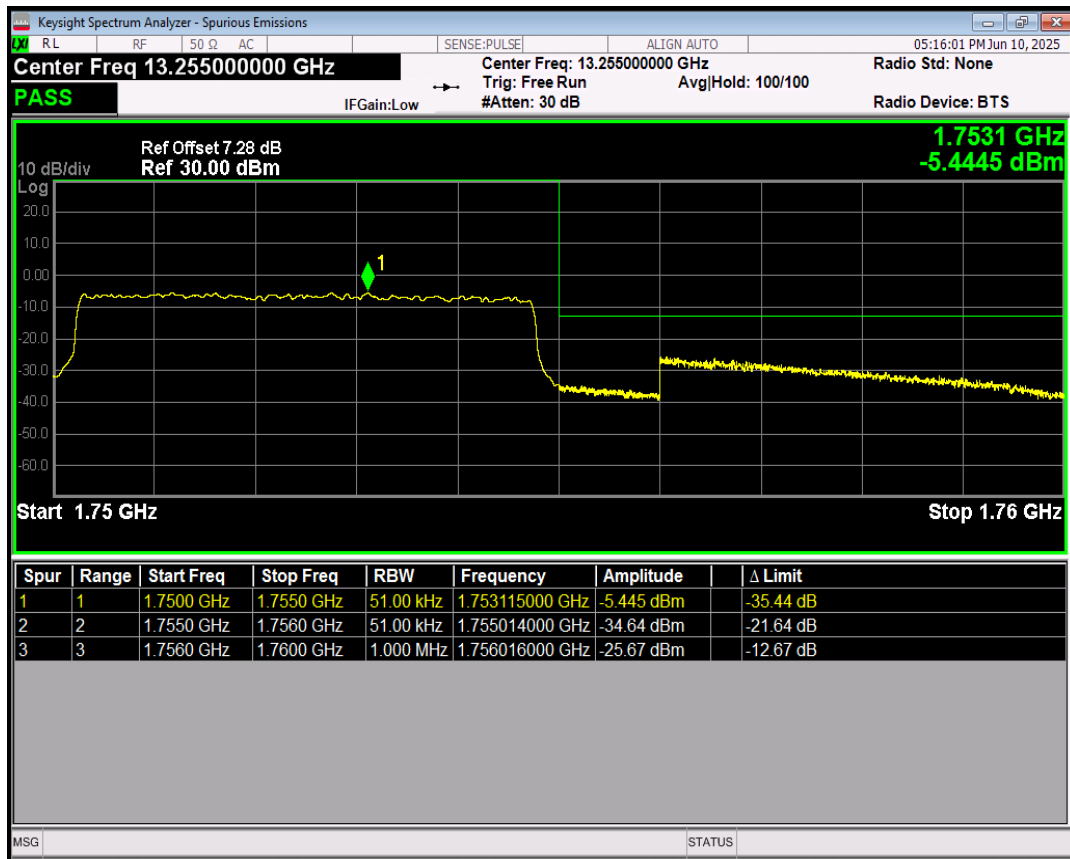 Keysight Spectrum Analyzer - Spurious Emissions
LXI RL RF 50 Ω AC SENSE:PULSE ALIGN AUTO 05:16:01 PM Jun 10, 2025
Center Freq 13.255000000 GHz Center Freq: 13.255000000 GHz Radio Std: None
Trig: Free Run Avg|Hold: 100/100
PASS IFGain:Low #Atten: 30 dB Radio Device: BTS
1.7531 GHz
Ref Offset 7.28 dB
-5.4445 dBm
10 dB/div Ref 30.00 dBm
Log
20.0
10.0
1
0.00
-10.0
-20.0
-30.0
-40.0
-50.0
-60.0
Start 1.75 GHz Stop 1.76 GHz
Spur Range Start Freq Stop Freq RBW Frequency Amplitude Δ Limit
1 1 1.7500 GHz 1.7550 GHz 51.00 kHz 1.753115000 GHz -5.445 dBm -35.44 dB
2 2 1.7550 GHz 1.7560 GHz 51.00 kHz 1.755014000 GHz -34.64 dBm -21.64 dB
3 3 1.7560 GHz 1.7600 GHz 1.000 MHz 1.756016000 GHz -25.67 dBm -12.67 dB
MSG STATUS